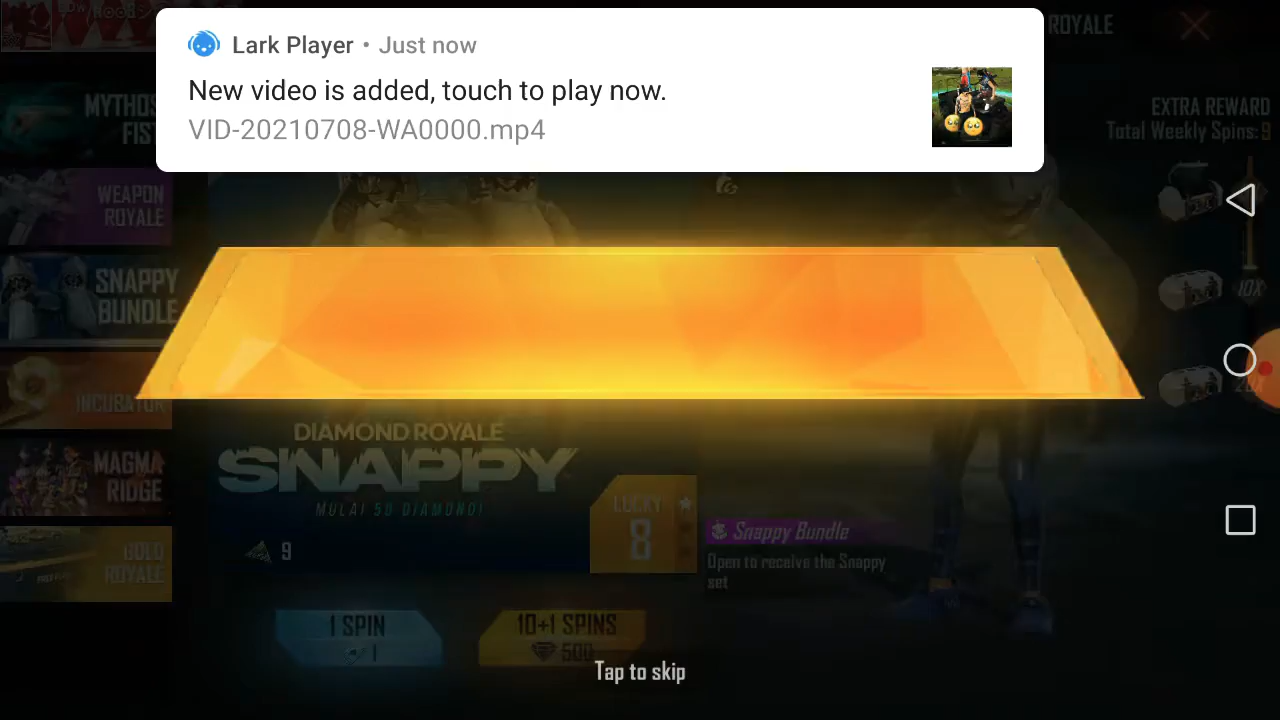 Lark Player • Just now
New video is added, touch to play now.
VID-20210708-WA0000.mp4
ROYALE
EXTRA REWARD
Total Weekly Spins: 9
MYTHOS
FIST
WEAPON
ROYALE
SNAPPY
BUNDLE
INCUBATOR
MAGMA
RIDGE
GOLD
ROYALE
10X
DIAMOND ROYALE
SNAPPY
MULAI 50 DIAMOND!
9
LUCKY
8
Snappy Bundle
Open to receive the Snappy
set
1 SPIN
1
10+1 SPINS
500
Tap to skip